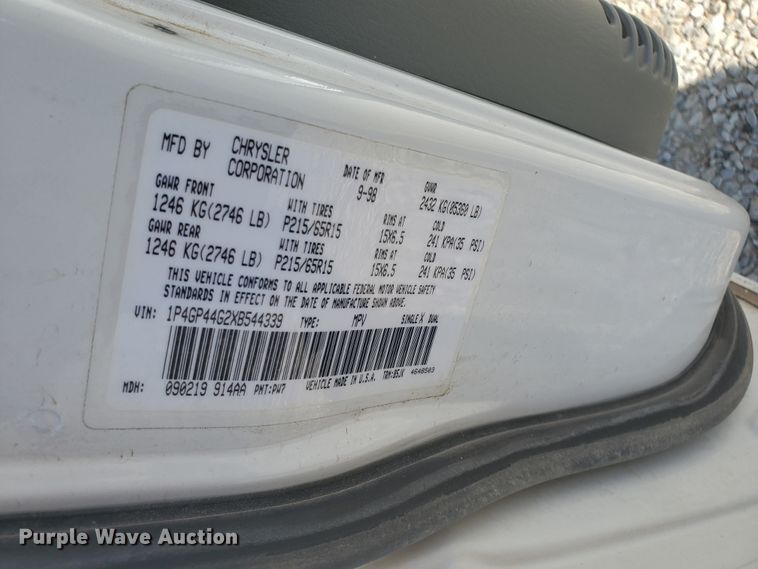 MFD BY CHRYSLER CORPORATION DATE OF MFR 9-98 GVWR 2432 KG(05360 LB)
GAWR FRONT WITH TIRES RIMS AT COLD
1246 KG(2746 LB) P215/65R15 15X6.5 241 KPA(35 PSI)
GAWR REAR WITH TIRES RIMS AT COLD
1246 KG(2746 LB) P215/65R15 15X6.5 241 KPA(35 PSI)
THIS VEHICLE CONFORMS TO ALL APPLICABLE FEDERAL MOTOR VEHICLE SAFETY
STANDARDS IN EFFECT ON THE DATE OF MANUFACTURE SHOWN ABOVE.
VIN: 1P4GP44G2XB544339 TYPE: MPV SINGLE X DUAL
MDH: 090219 914AA PNT:PW7 VEHICLE MADE IN U.S.A. TRM:B5JX 4648503
Purple Wave Auction